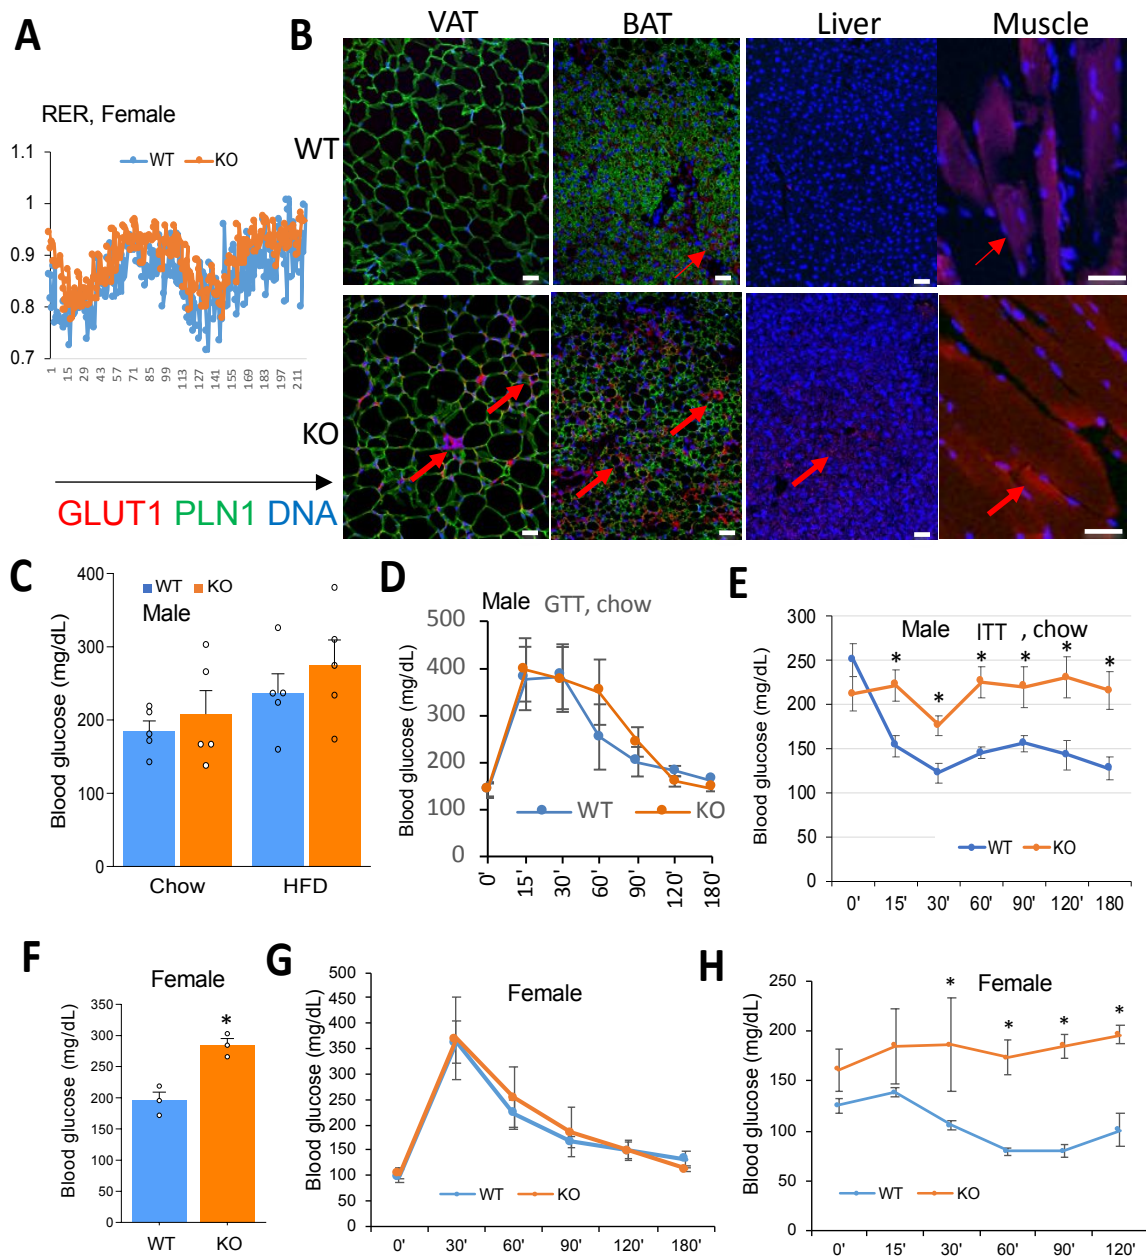 A
RER, Female
WT KO
1.1
1
0.9
0.8
0.7
1 15 29 43 57 71 85 99 113 127 141 155 169 183 197 211
B
VAT BAT Liver Muscle
WT
KO
GLUT1 PLN1 DNA
C
Blood glucose (mg/dL)
400
300
200
100
0
WT KO
Male
Chow HFD
D
Male GTT, chow
Blood glucose (mg/dL)
500
400
300
200
100
0
WT KO
0' 15' 30' 60' 90' 120' 180'
E
Male ITT , chow
Blood glucose (mg/dL)
300
250
200
150
100
50
0
* * * * * *
WT KO
0' 15' 30' 60' 90' 120' 180
F
Female
Blood glucose (mg/dL)
350
300
250
200
150
100
50
0
*
WT KO
G
Female
Blood glucose (mg/dL)
500
450
400
350
300
250
200
150
100
50
0
WT KO
0' 30' 60' 90' 120' 180'
H
Female
Blood glucose (mg/dL)
250
200
150
100
50
0
* * * *
WT KO
0' 15' 30' 60' 90' 120'